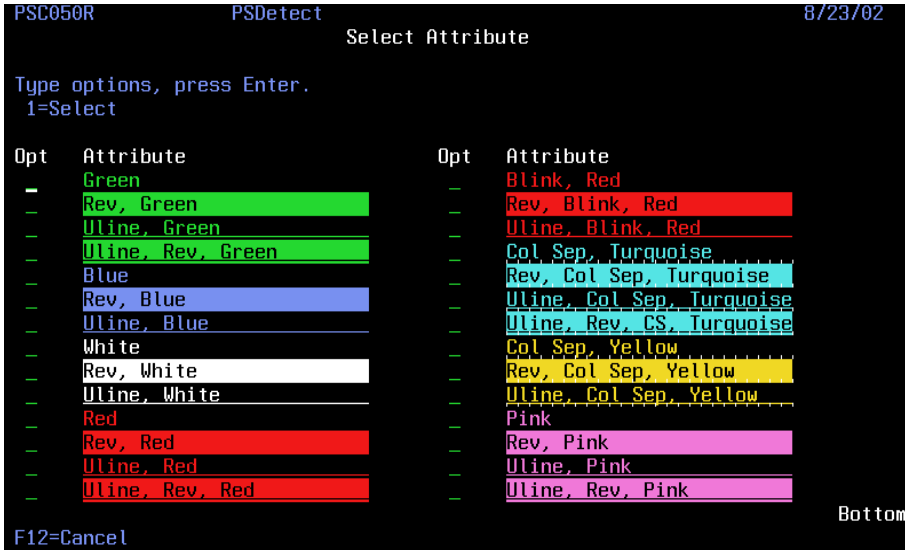 PSC050R PSDetect 8/23/02
Select Attribute
Type options, press Enter.
1=Select
Opt Attribute Opt Attribute
_ Green _ Blink, Red
_ Rev, Green _ Rev, Blink, Red
_ Uline, Green _ Uline, Blink, Red
_ Uline, Rev, Green _ Col Sep, Turquoise
_ Blue _ Rev, Col Sep, Turquoise
_ Rev, Blue _ Uline, Col Sep, Turquoise
_ Uline, Blue _ Uline, Rev, CS, Turquoise
_ White _ Col Sep, Yellow
_ Rev, White _ Rev, Col Sep, Yellow
_ Uline, White _ Uline, Col Sep, Yellow
_ Red _ Pink
_ Rev, Red _ Rev, Pink
_ Uline, Red _ Uline, Pink
_ Uline, Rev, Red _ Uline, Rev, Pink
Bottom
F12=Cancel